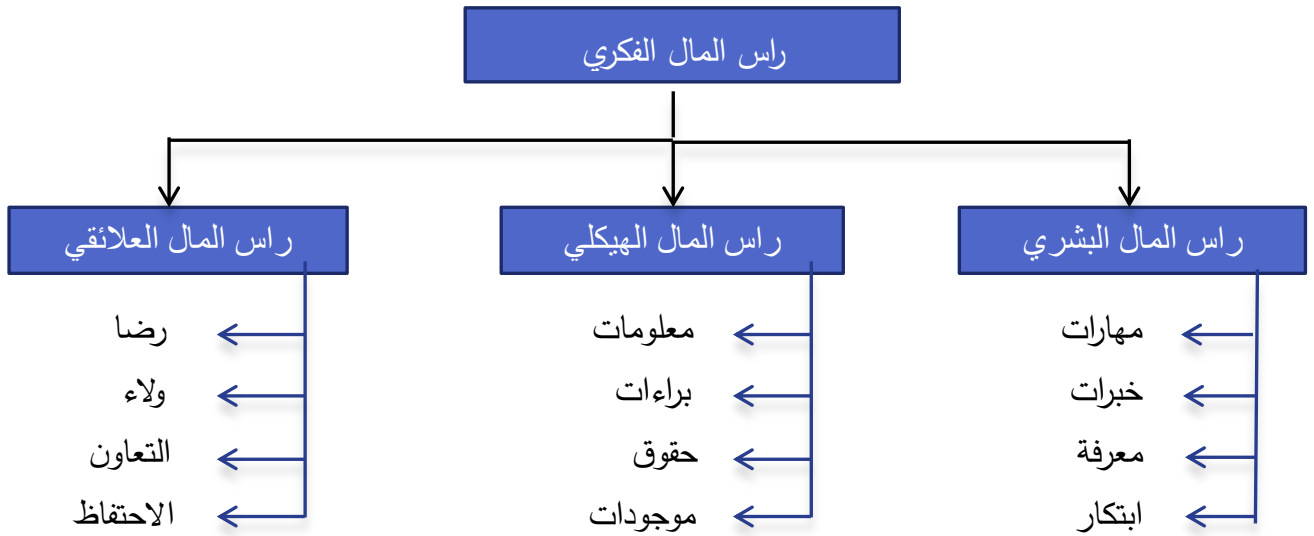 راس المال الفكري
راس المال البشري
راس المال الهيكلي
راس المال العلائقي
مهارات
خبرات
معرفة
ابتكار
معلومات
براءات
حقوق
موجودات
رضا
ولاء
التعاون
الاحتفاظ